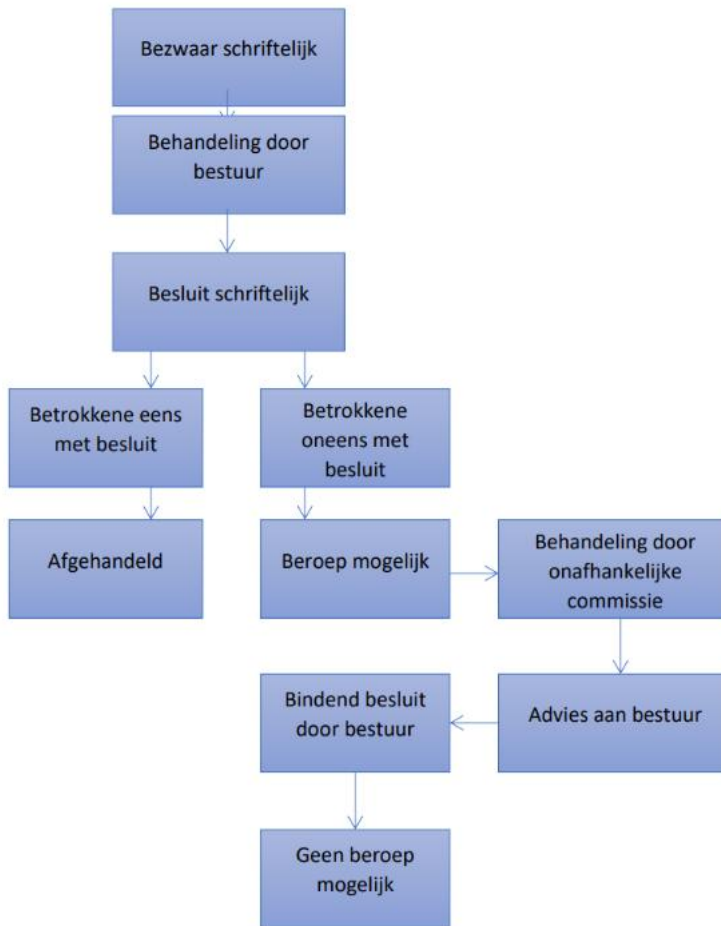 Bezwaar schriftelijk
Behandeling door
bestuur
Besluit schriftelijk
Betrokkene eens
met besluit
Betrokkene
oneens met
besluit
Afgehandeld
Beroep mogelijk
Behandeling door
onafhankelijke
commissie
Bindend besluit
door bestuur
Advies aan bestuur
Geen beroep
mogelijk